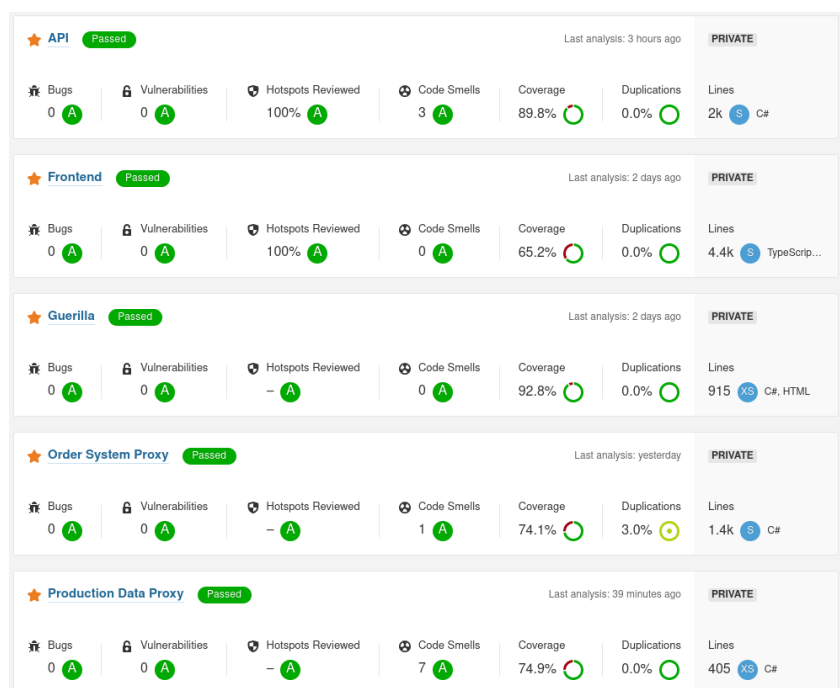 API Passed Last analysis: 3 hours ago PRIVATE
Bugs Vulnerabilities Hotspots Reviewed Code Smells Coverage Duplications Lines
0 A 0 A 100% A 3 A 89.8% 0.0% 2k S C#
Frontend Passed Last analysis: 2 days ago PRIVATE
Bugs Vulnerabilities Hotspots Reviewed Code Smells Coverage Duplications Lines
0 A 0 A 100% A 0 A 65.2% 0.0% 4.4k S TypeScrip...
Guerilla Passed Last analysis: 2 days ago PRIVATE
Bugs Vulnerabilities Hotspots Reviewed Code Smells Coverage Duplications Lines
0 A 0 A – A 0 A 92.8% 0.0% 915 XS C#, HTML
Order System Proxy Passed Last analysis: yesterday PRIVATE
Bugs Vulnerabilities Hotspots Reviewed Code Smells Coverage Duplications Lines
0 A 0 A – A 1 A 74.1% 3.0% 1.4k S C#
Production Data Proxy Passed Last analysis: 39 minutes ago PRIVATE
Bugs Vulnerabilities Hotspots Reviewed Code Smells Coverage Duplications Lines
0 A 0 A – A 7 A 74.9% 0.0% 405 XS C#